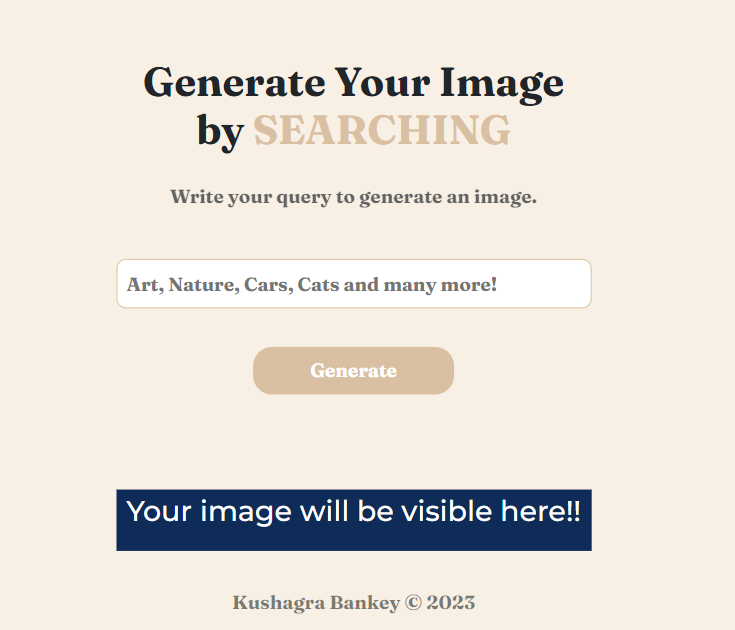 Generate Your Image
by SEARCHING
Write your query to generate an image.
Art, Nature, Cars, Cats and many more!
Generate
Your image will be visible here!!
Kushagra Bankey © 2023